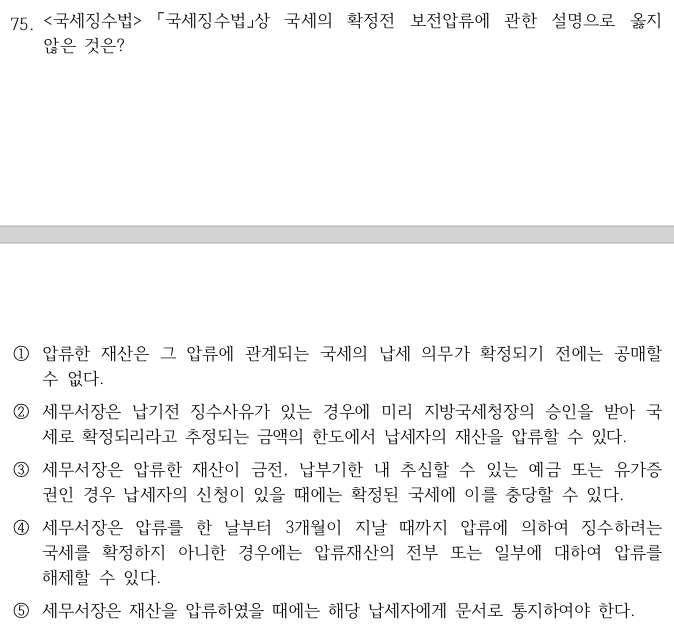 75. <국세징수법> 「국세징수법」상 국세의 확정전 보전압류에 관한 설명으로 옳지
않은 것은?
① 압류한 재산은 그 압류에 관계되는 국세의 납세 의무가 확정되기 전에는 공매할
수 없다.
② 세무서장은 납기전 징수사유가 있는 경우에 미리 지방국세청장의 승인을 받아 국
세로 확정되리라고 추정되는 금액의 한도에서 납세자의 재산을 압류할 수 있다.
③ 세무서장은 압류한 재산이 금전, 납부기한 내 추심할 수 있는 예금 또는 유가증
권인 경우 납세자의 신청이 있을 때에는 확정된 국세에 이를 충당할 수 있다.
④ 세무서장은 압류를 한 날부터 3개월이 지날 때까지 압류에 의하여 징수하려는
국세를 확정하지 아니한 경우에는 압류재산의 전부 또는 일부에 대하여 압류를
해제할 수 있다.
⑤ 세무서장은 재산을 압류하였을 때에는 해당 납세자에게 문서로 통지하여야 한다.